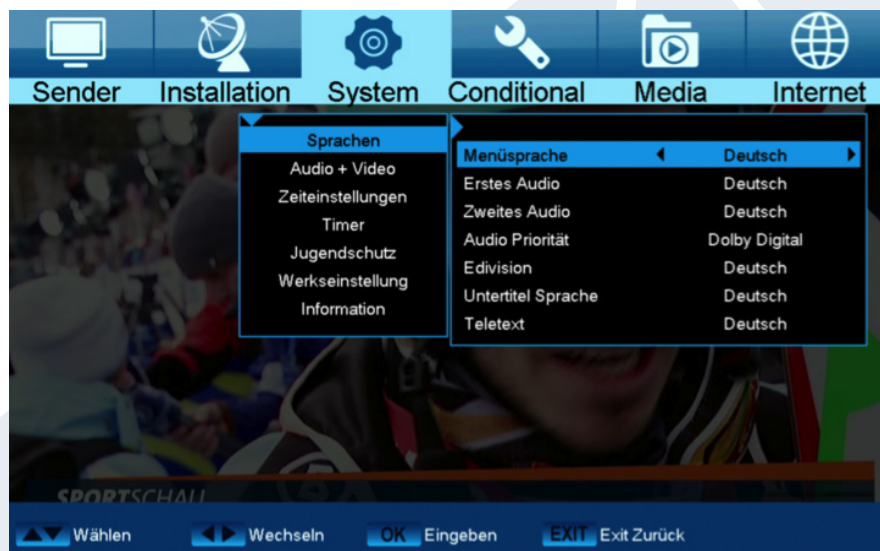 Sender Installation System Conditional Media Internet
Sprachen
Audio + Video
Zeiteinstellungen
Timer
Jugendschutz
Werkseinstellung
Information
Menüsprache Deutsch
Erstes Audio Deutsch
Zweites Audio Deutsch
Audio Priorität Dolby Digital
Edivision Deutsch
Untertitel Sprache Deutsch
Teletext Deutsch
SPORTSCHAU
Wählen Wechseln OK Eingeben EXIT Exit Zurück